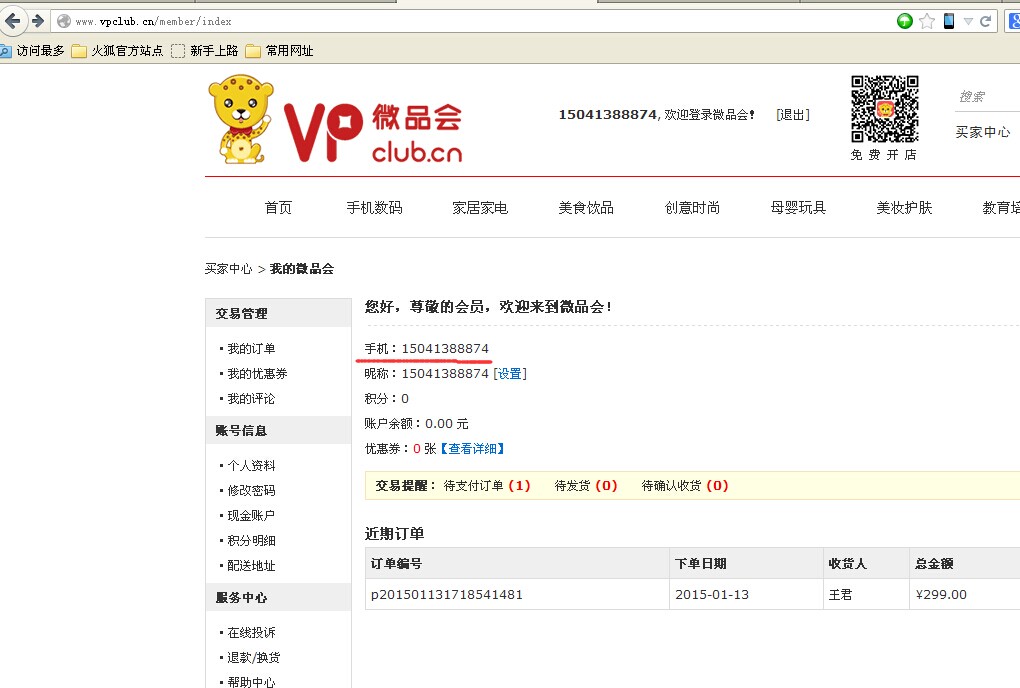 www.vpclub.cn/member/index
访问最多 火狐官方站点 新手上路 常用网址
VP 微品会 club.cn
15041388874, 欢迎登录微品会! [退出]
免费开店
搜索
买家中心
首页 手机数码 家居家电 美食饮品 创意时尚 母婴玩具 美妆护肤 教育培
买家中心 > 我的微品会
交易管理
·我的订单
·我的优惠券
·我的评论
账号信息
·个人资料
·修改密码
·现金账户
·积分明细
·配送地址
服务中心
·在线投诉
·退款/换货
·帮助中心
您好，尊敬的会员，欢迎来到微品会!
手机：15041388874
昵称：15041388874 [设置]
积分：0
账户余额：0.00 元
优惠券：0 张【查看详细】
交易提醒： 待支付订单 (1) 待发货 (0) 待确认收货 (0)
近期订单
订单编号 下单日期 收货人 总金额
p201501131718541481 2015-01-13 王君 ¥299.00